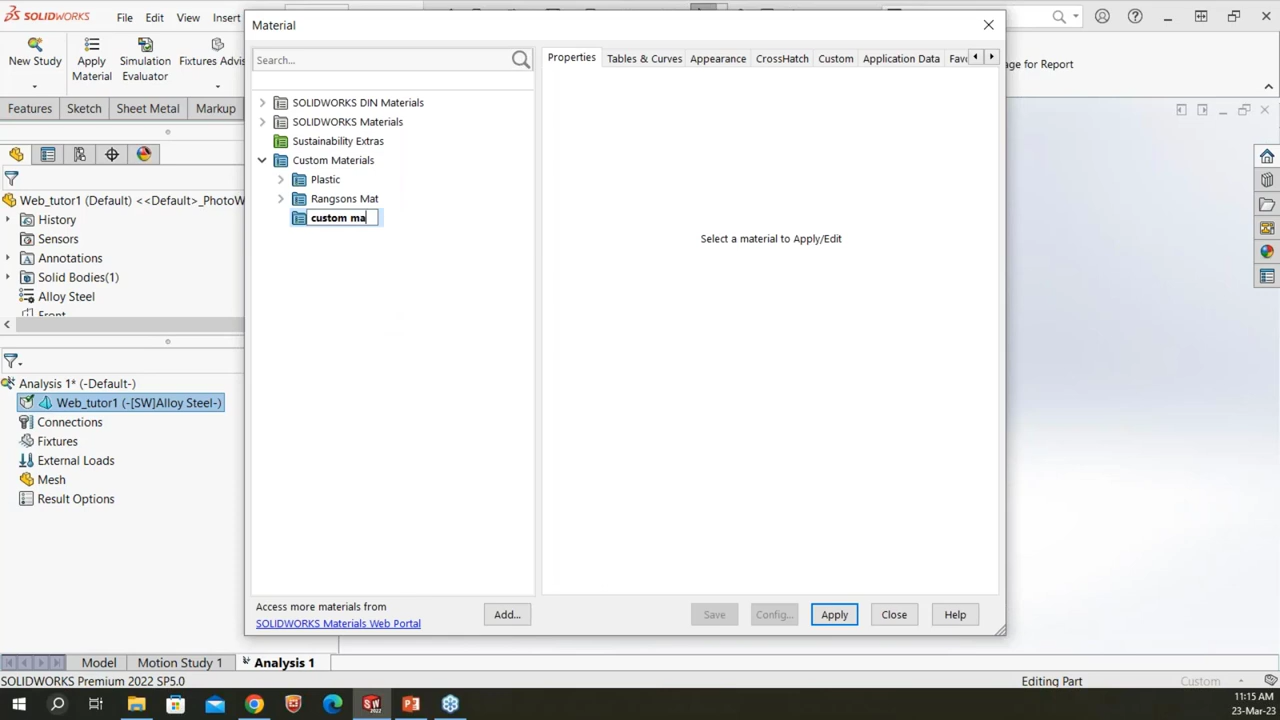 SOLIDWORKS File Edit View Insert
Material
New Study
Apply Material
Simulation Evaluator
Fixtures Advis
ge for Report
Features Sketch Sheet Metal Markup
Search...
Properties Tables & Curves Appearance CrossHatch Custom Application Data Favo
SOLIDWORKS DIN Materials
SOLIDWORKS Materials
Sustainability Extras
Custom Materials
Plastic
Rangsons Mat
custom ma
Select a material to Apply/Edit
Web_tutor1 (Default) <<Default>_PhotoW
History
Sensors
Annotations
Solid Bodies(1)
Alloy Steel
Front
Analysis 1* (-Default-)
Web_tutor1 (-[SW]Alloy Steel-)
Connections
Fixtures
External Loads
Mesh
Result Options
Access more materials from
SOLIDWORKS Materials Web Portal
Add... Save Config... Apply Close Help
Model Motion Study 1 Analysis 1
SOLIDWORKS Premium 2022 SP5.0 Editing Part Custom
11:15 AM
23-Mar-23